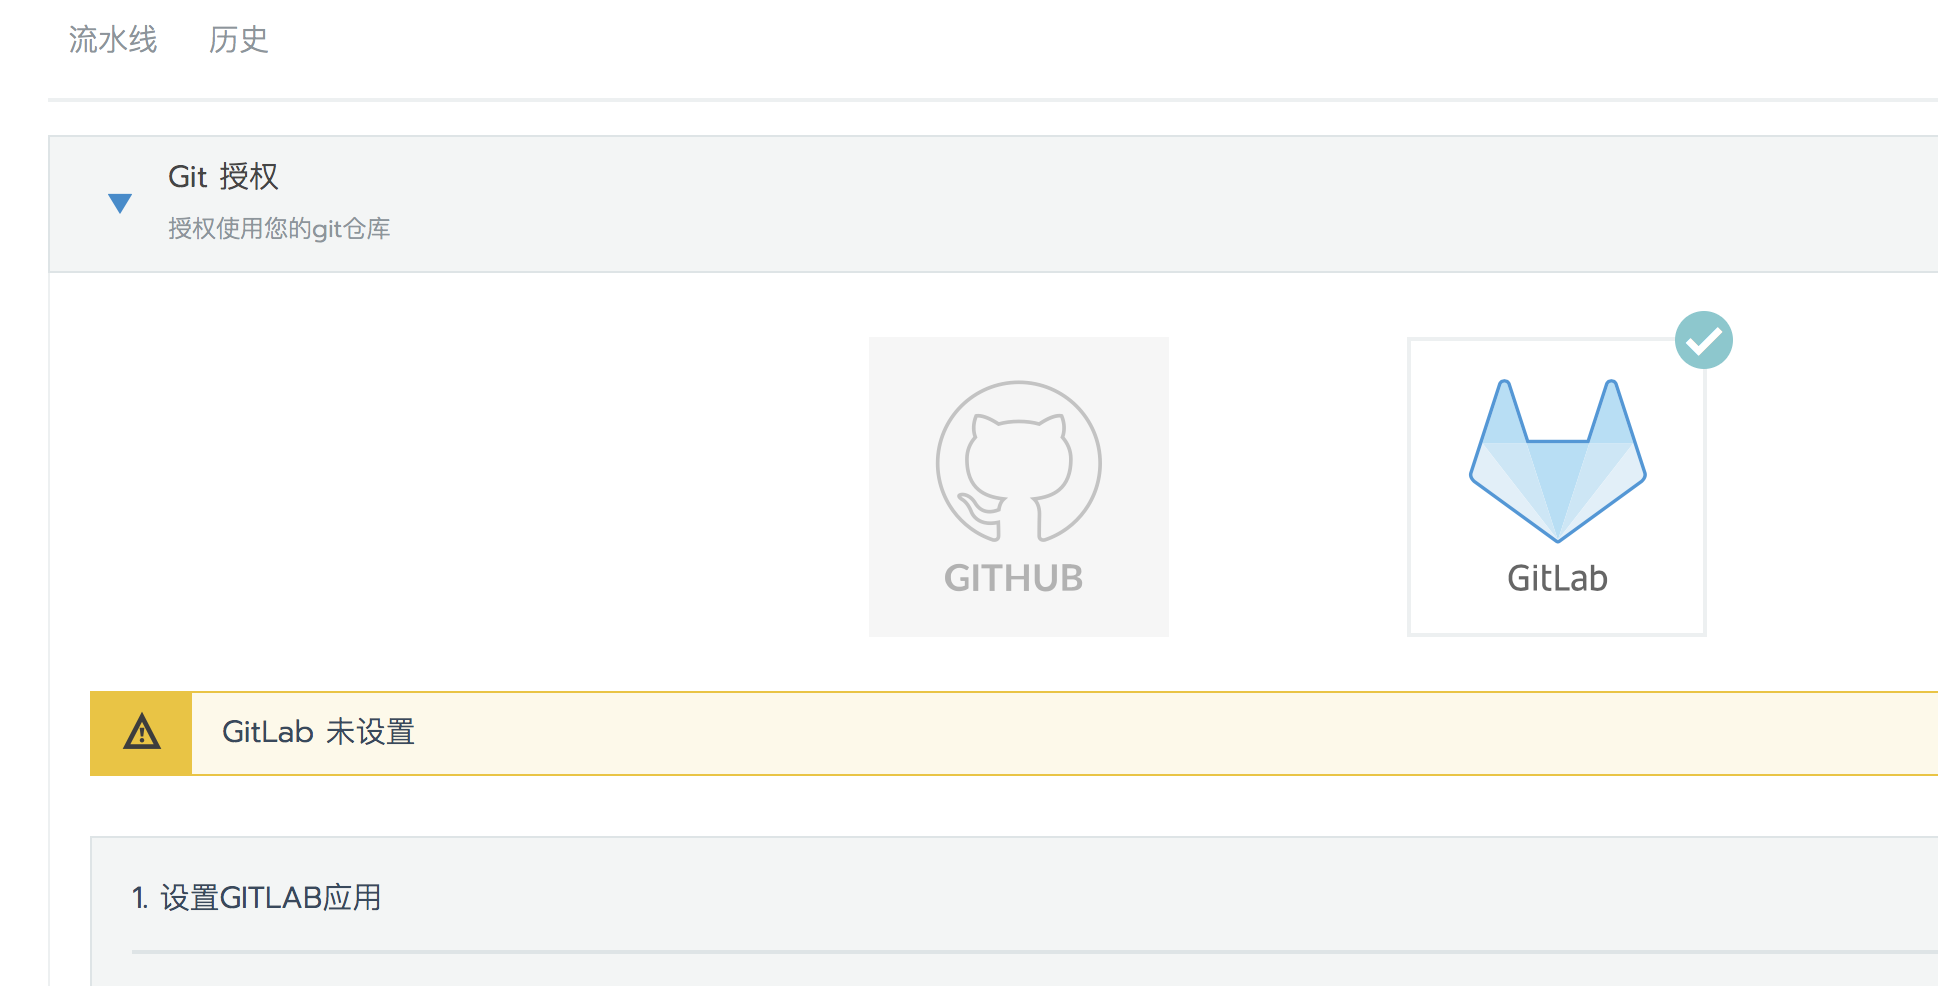 流水线 历史
Git 授权
授权使用您的git仓库
GITHUB GitLab
GitLab 未设置
1. 设置GITLAB应用